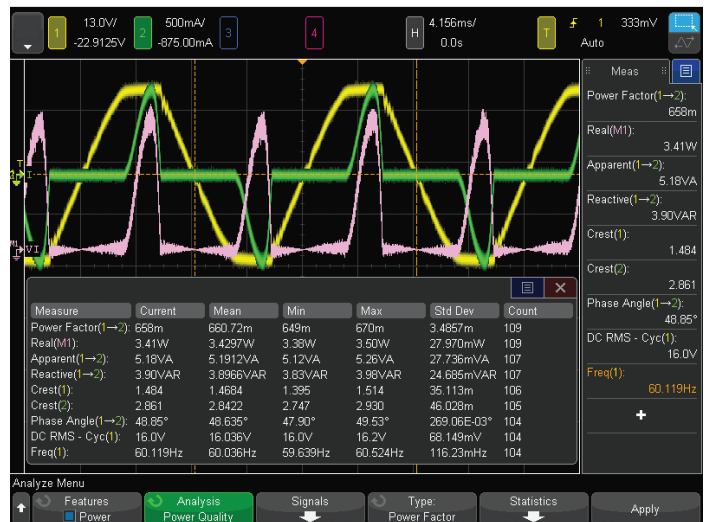 1 13.0V/ 2 500mA/ 3 4 H 4.156ms/ T 1 333mV
-22.9125V -875.00mA 0.0s Auto
Meas
Power Factor(1→2):
658m
Real(M1):
3.41W
Apparent(1→2):
5.18VA
Reactive(1→2):
3.90VAR
Crest(1):
1.484
Crest(2):
2.861
Phase Angle(1→2):
48.85°
DC RMS - Cyc(1):
16.0V
Freq(1):
60.119Hz
T
I
M1 VI
Measure Current Mean Min Max Std Dev Count
Power Factor(1→2): 658m 660.72m 649m 670m 3.4857m 109
Real(M1): 3.41W 3.4297W 3.38W 3.50W 27.970mW 109
Apparent(1→2): 5.18VA 5.1912VA 5.12VA 5.26VA 27.736mVA 107
Reactive(1→2): 3.90VAR 3.8966VAR 3.83VAR 3.98VAR 24.685mVAR 107
Crest(1): 1.484 1.4684 1.395 1.514 35.113m 106
Crest(2): 2.861 2.8422 2.747 2.930 46.028m 105
Phase Angle(1→2): 48.85° 48.635° 47.90° 49.53° 269.06E-03° 104
DC RMS - Cyc(1): 16.0V 16.036V 16.0V 16.2V 68.149mV 104
Freq(1): 60.119Hz 60.036Hz 59.639Hz 60.524Hz 116.23mHz 104
Analyze Menu
Features Analysis Signals Type: Statistics
Power Power Quality Power Factor Apply